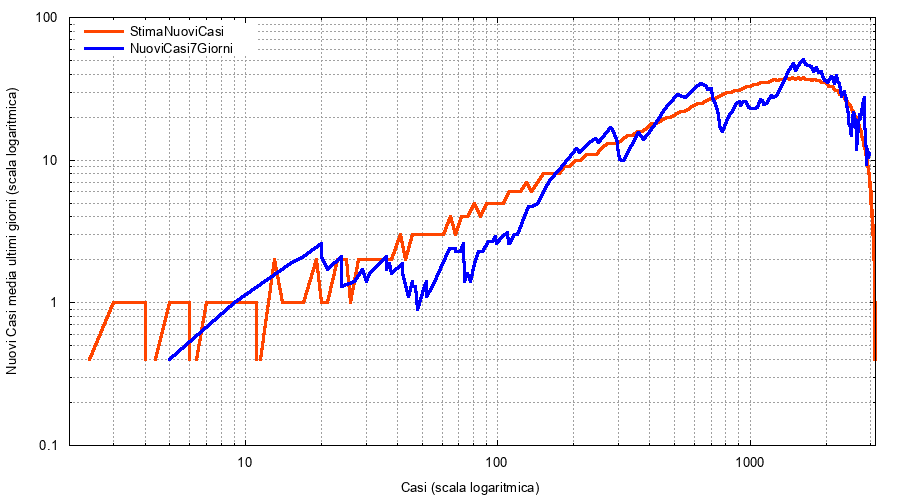 100
StimaNuoviCasi
NuoviCasi7Giorni
10
1
0.1
Nuovi Casi media ultimi giorni (scala logaritmica)
10
100
1000
Casi (scala logaritmica)